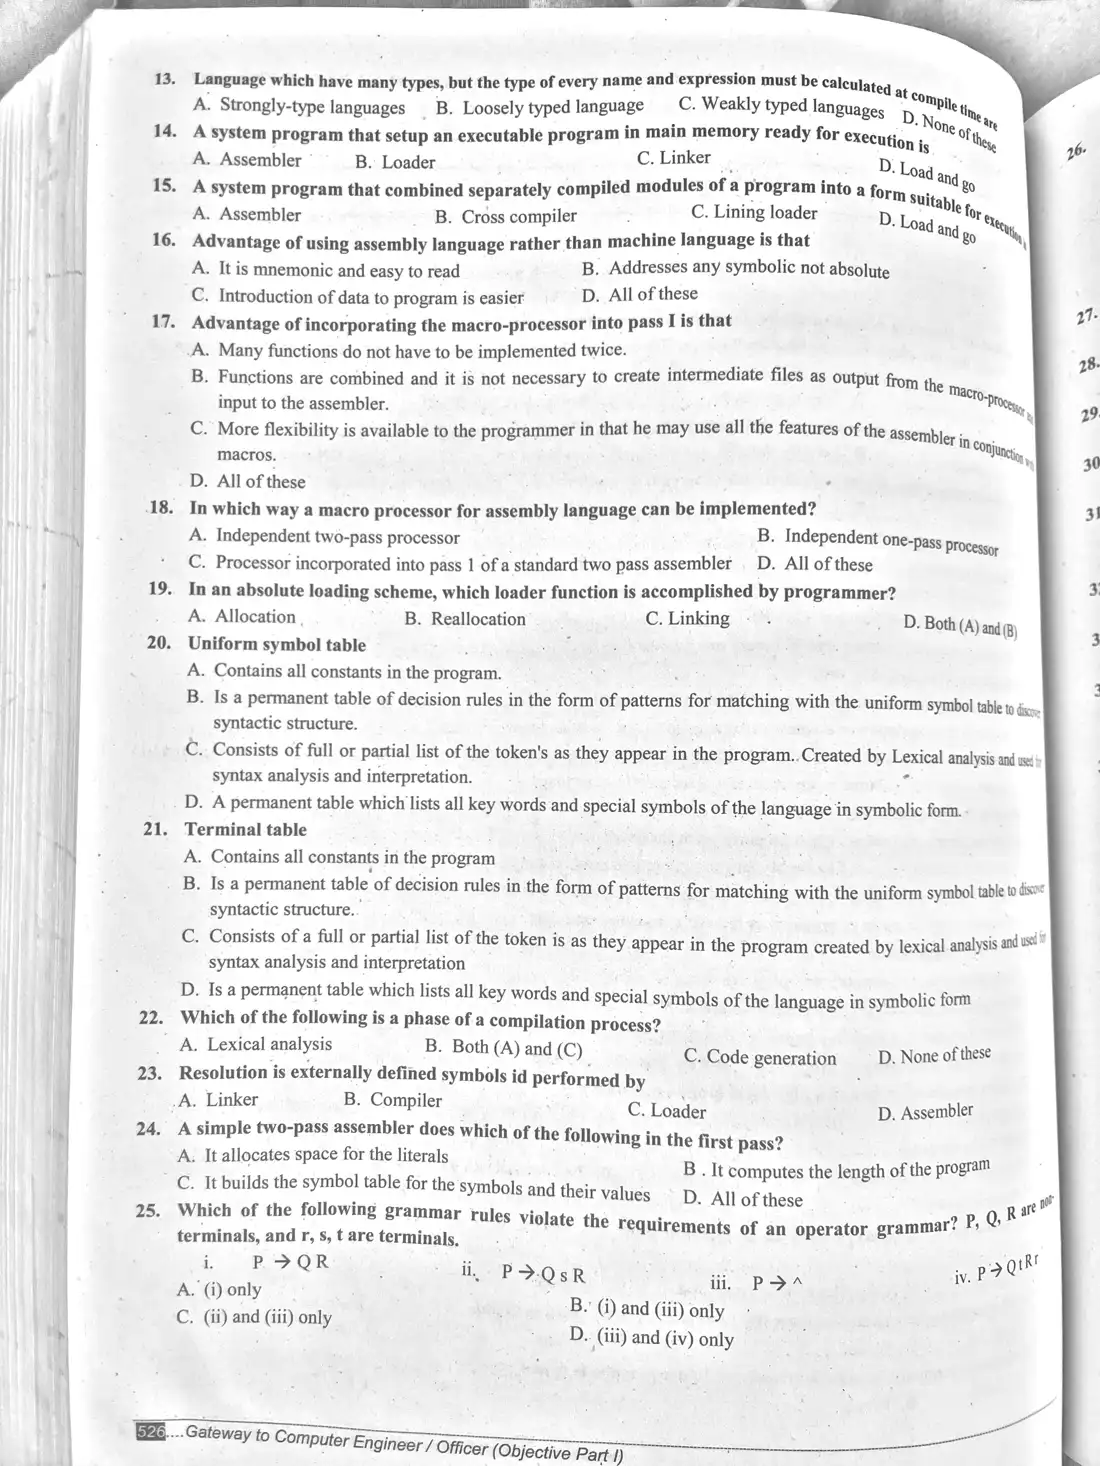 13. Language which have many types, but the type of every name and expression must be calculated at compile time are
A. Strongly-type languages B. Loosely typed language C. Weakly typed languages D. None of these
14. A system program that setup an executable program in main memory ready for execution is
A. Assembler B. Loader C. Linker D. Load and go
15. A system program that combined separately compiled modules of a program into a form suitable for execution is
A. Assembler B. Cross compiler C. Lining loader D. Load and go
16. Advantage of using assembly language rather than machine language is that
A. It is mnemonic and easy to read B. Addresses any symbolic not absolute
C. Introduction of data to program is easier D. All of these
17. Advantage of incorporating the macro-processor into pass I is that
A. Many functions do not have to be implemented twice.
B. Functions are combined and it is not necessary to create intermediate files as output from the macro-processor and
input to the assembler.
C. More flexibility is available to the programmer in that he may use all the features of the assembler in conjunction with
macros.
D. All of these
18. In which way a macro processor for assembly language can be implemented?
A. Independent two-pass processor B. Independent one-pass processor
C. Processor incorporated into pass 1 of a standard two pass assembler D. All of these
19. In an absolute loading scheme, which loader function is accomplished by programmer?
A. Allocation B. Reallocation C. Linking D. Both (A) and (B)
20. Uniform symbol table
A. Contains all constants in the program.
B. Is a permanent table of decision rules in the form of patterns for matching with the uniform symbol table to discover
syntactic structure.
C. Consists of full or partial list of the token's as they appear in the program. Created by Lexical analysis and used for
syntax analysis and interpretation.
D. A permanent table which lists all key words and special symbols of the language in symbolic form.
21. Terminal table
A. Contains all constants in the program
B. Is a permanent table of decision rules in the form of patterns for matching with the uniform symbol table to discover
syntactic structure.
C. Consists of a full or partial list of the token is as they appear in the program created by lexical analysis and used for
syntax analysis and interpretation
D. Is a permanent table which lists all key words and special symbols of the language in symbolic form
22. Which of the following is a phase of a compilation process?
A. Lexical analysis B. Both (A) and (C) C. Code generation D. None of these
23. Resolution is externally defined symbols id performed by
A. Linker B. Compiler C. Loader D. Assembler
24. A simple two-pass assembler does which of the following in the first pass?
A. It allocates space for the literals B . It computes the length of the program
C. It builds the symbol table for the symbols and their values D. All of these
25. Which of the following grammar rules violate the requirements of an operator grammar? P, Q, R are non-
terminals, and r, s, t are terminals.
i. P → Q R ii. P → Q s R iii. P → ^ iv. P → Q t R r
A. (i) only B. (i) and (iii) only
C. (ii) and (iii) only D. (iii) and (iv) only
526....Gateway to Computer Engineer / Officer (Objective Part I)
26.
27.
28.
29.
30
31